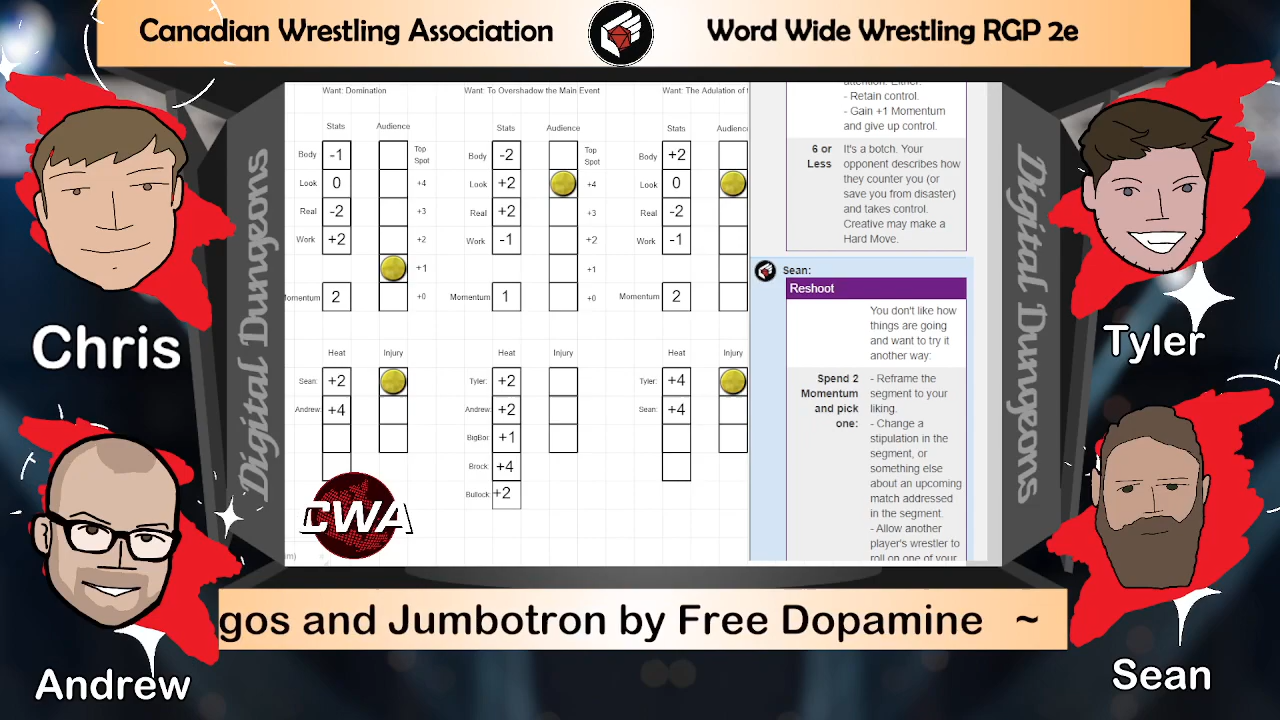 Canadian Wrestling Association
Word Wide Wrestling RGP 2e
Chris
Andrew
Tyler
Sean
Digital Dungeons
Digital Dungeons
Want: Domination
Stats Audience
Body -1 Top Spot
Look 0 +4
Real -2 +3
Work +2 +2
+1
Momentum 2 +0
Heat Injury
Sean: +2
Andrew: +4
Want: To Overshadow the Main Event
Stats Audience
Body -2 Top Spot
Look +2 +4
Real +2 +3
Work -1 +2
+1
Momentum 1 +0
Heat Injury
Tyler: +2
Andrew: +2
BigBor: +1
Brock: +4
Bullock: +2
Want: The Adulation of
Stats Audienc
Body +2
Look 0
Real -2
Work -1
Momentum 2
Heat Injury
Tyler: +4
Sean: +4
CWA
attention. Either:
- Retain control.
- Gain +1 Momentum
and give up control.
6 or
Less
It's a botch. Your
opponent describes how
they counter you (or
save you from disaster)
and takes control.
Creative may make a
Hard Move.
Sean:
Reshoot
You don't like how
things are going
and want to try it
another way:
Spend 2
Momentum
and pick
one:
- Reframe the
segment to your
liking.
- Change a
stipulation in the
segment, or
something else
about an upcoming
match addressed
in the segment.
- Allow another
player's wrestler to
roll on one of your
gos and Jumbotron by Free Dopamine ~